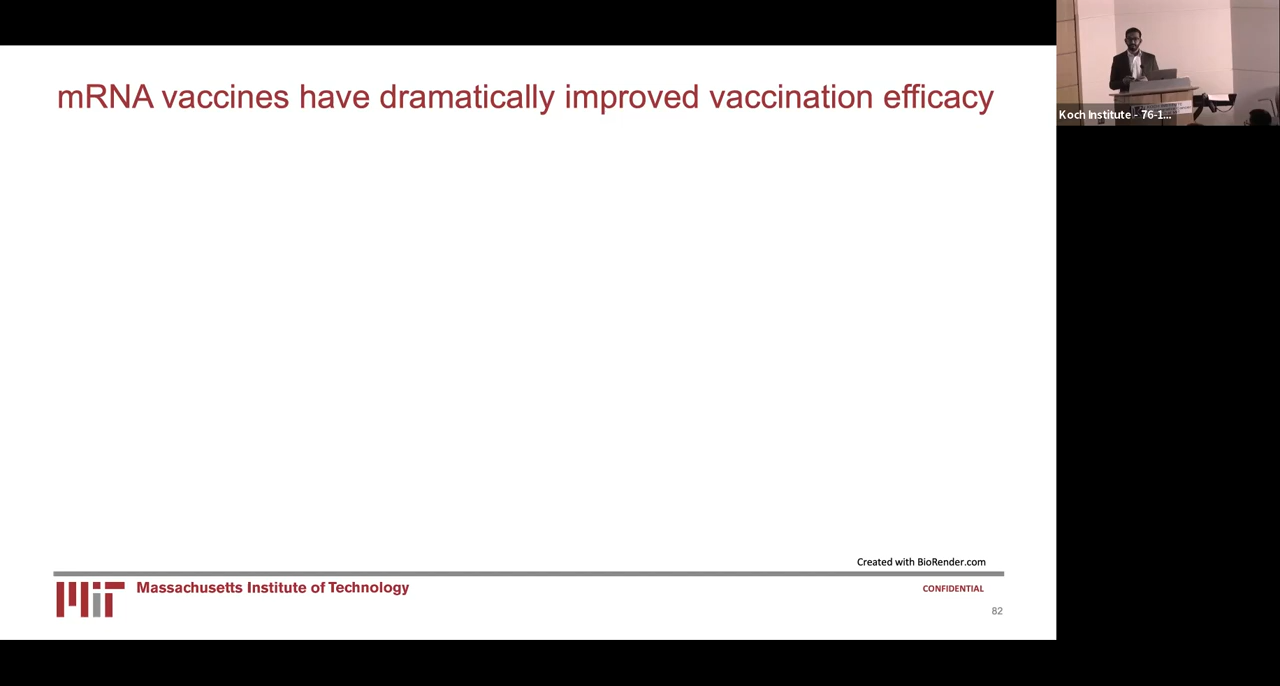 mRNA vaccines have dramatically improved vaccination efficacy
Koch Institute - 76-1...
Created with BioRender.com
MIT
Massachusetts Institute of Technology
CONFIDENTIAL
82